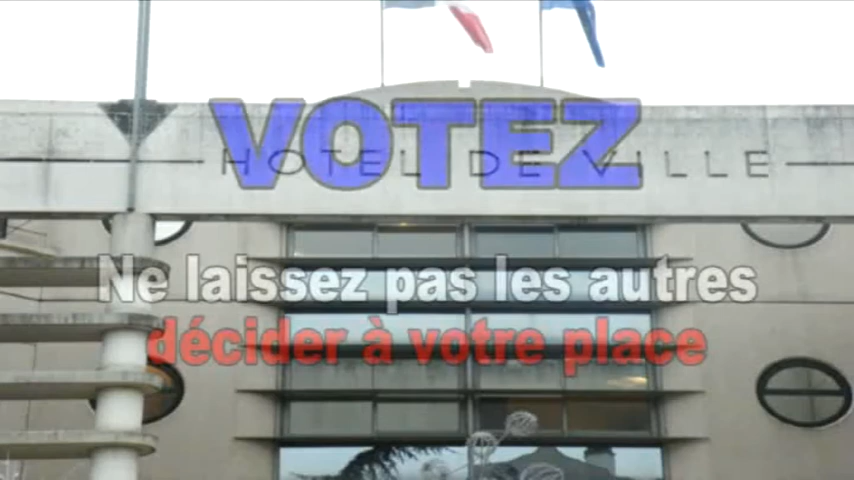 VOTEZ
HOTEL DE VILLE
Ne laissez pas les autres
décider à votre place